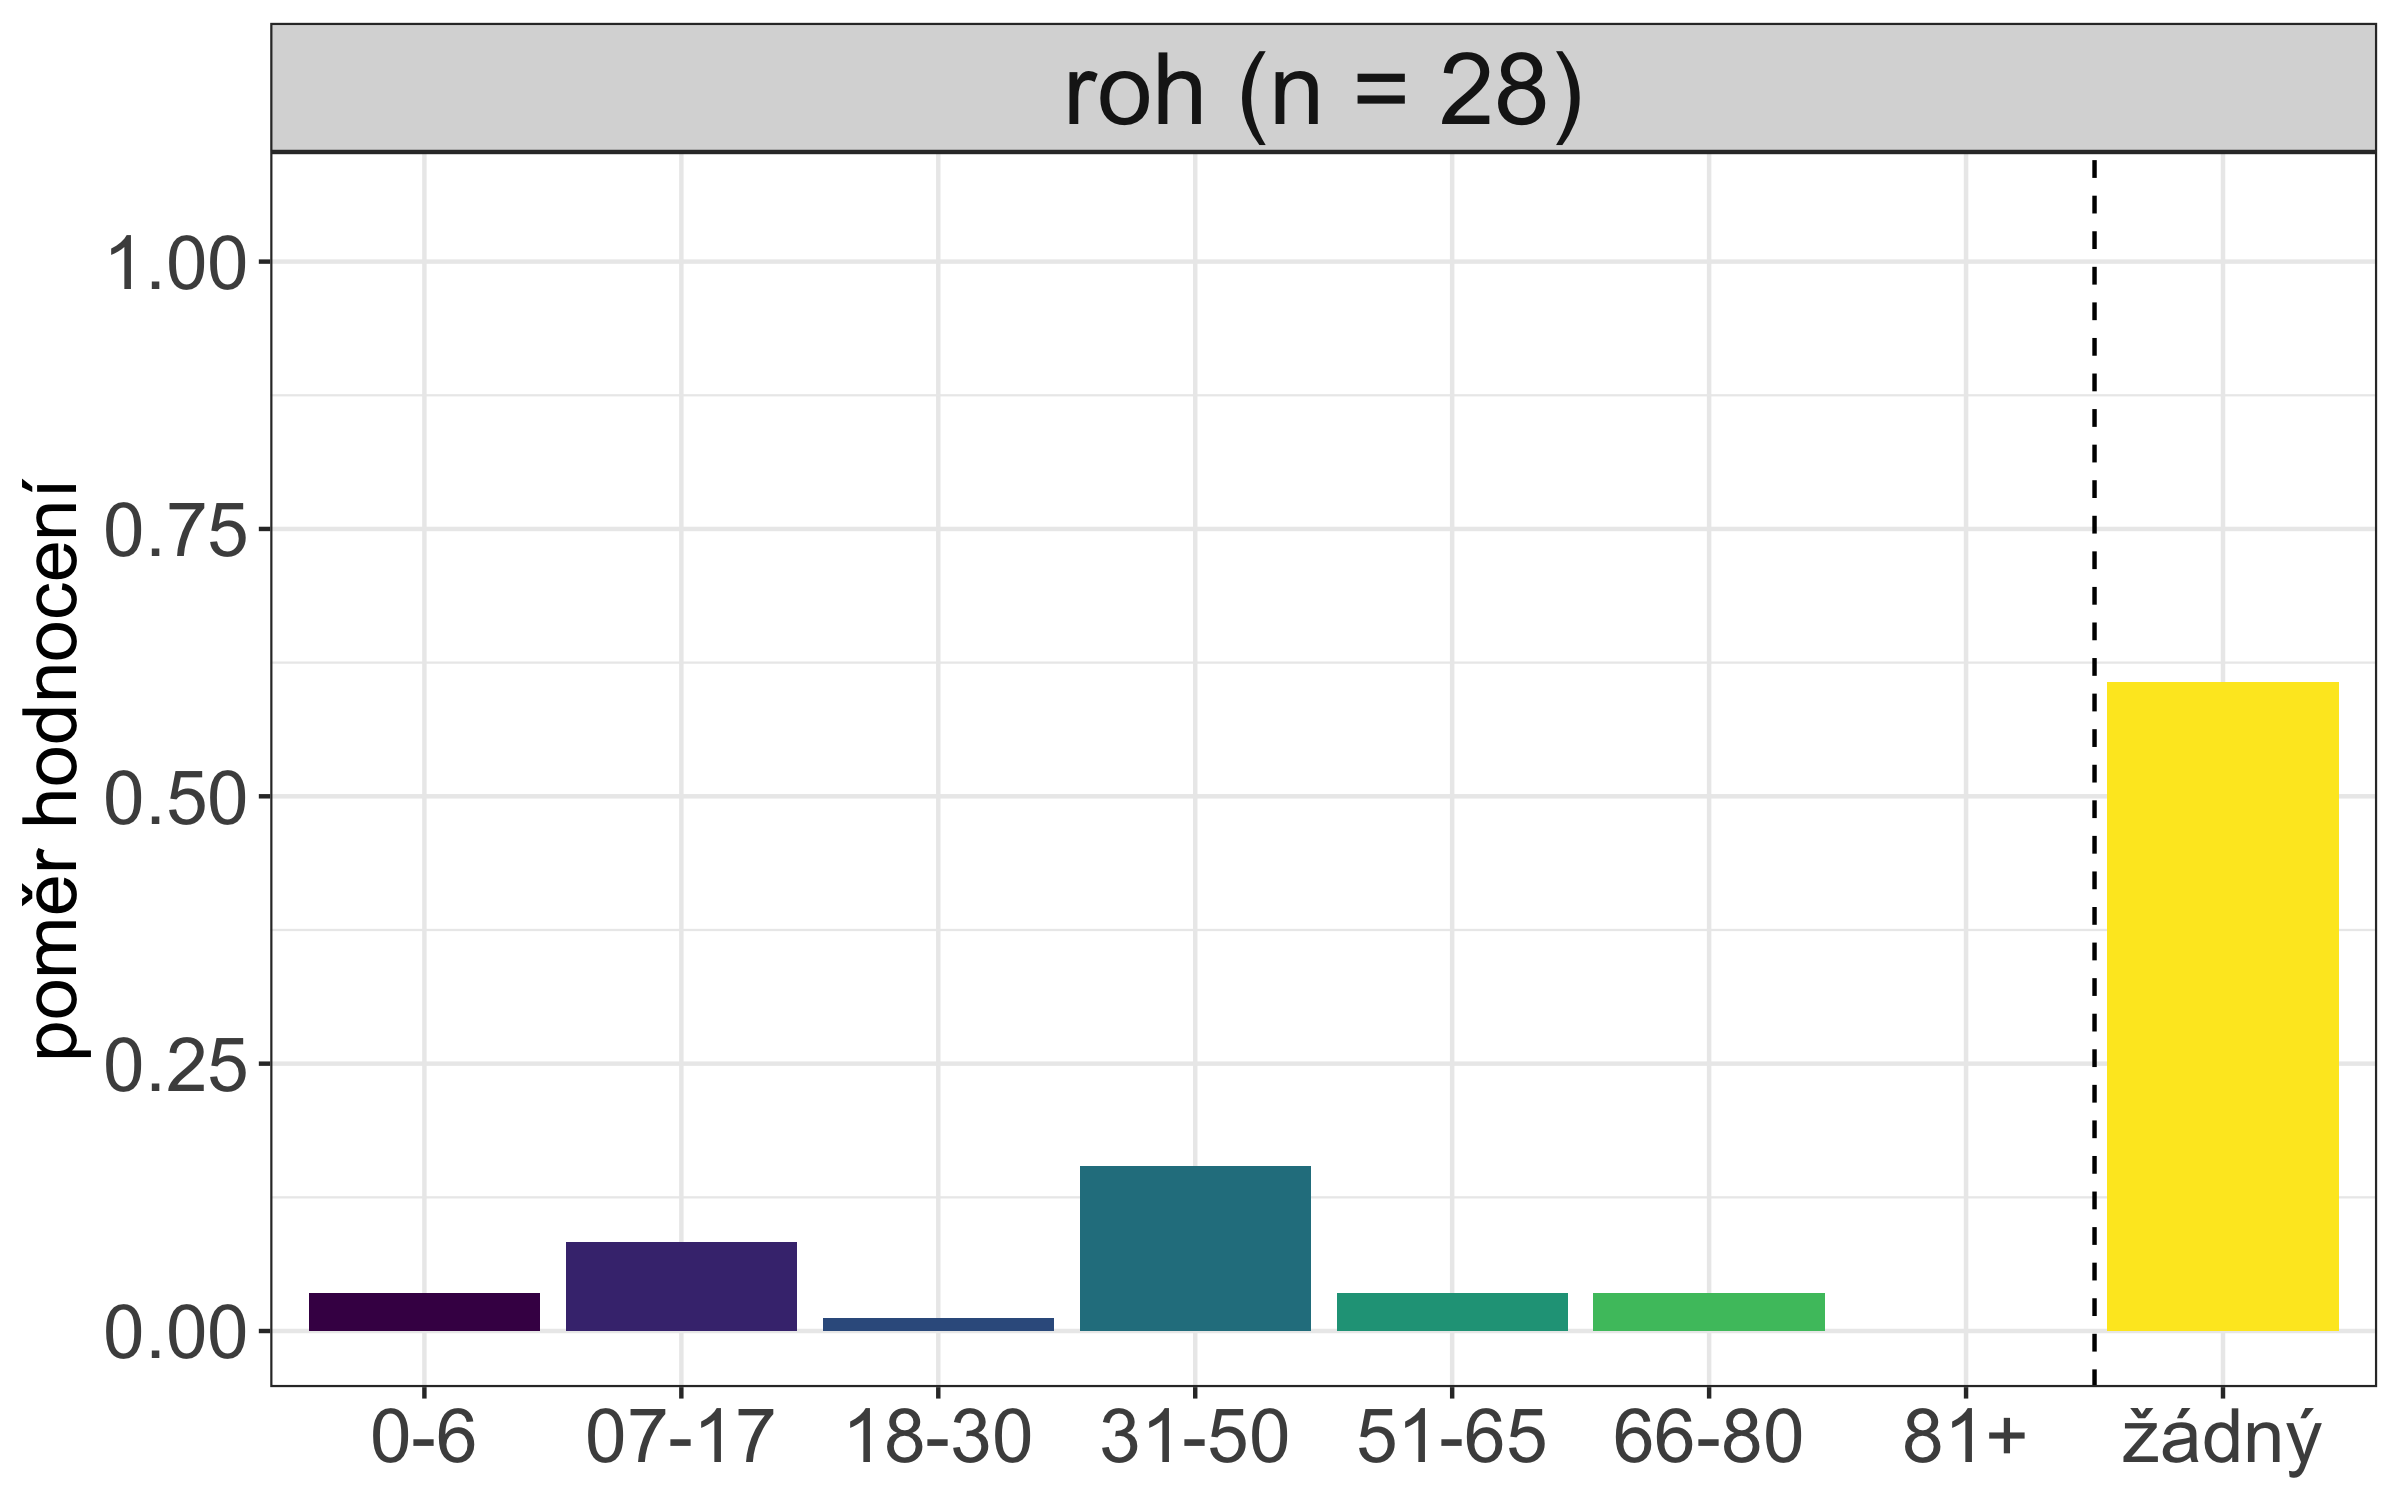 roh (n = 28)
poměr hodnocení
1.00
0.75
0.50
0.25
0.00
0-6 07-17 18-30 31-50 51-65 66-80 81+ žádný